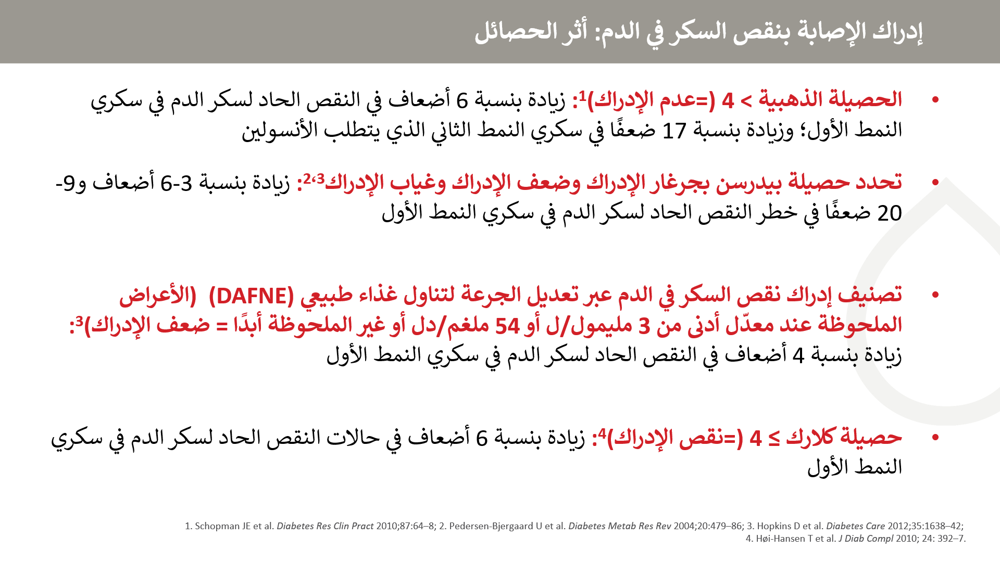 إدراك الإصابة بنقص السكر في الدم: أثر الحصائل
• الحصيلة الذهبية > 4 (=عدم الإدراك)¹: زيادة بنسبة 6 أضعاف في النقص الحاد لسكر الدم في سكري
النمط الأول؛ وزيادة بنسبة 17 ضعفًا في سكري النمط الثاني الذي يتطلب الأنسولين
• تحدد حصيلة بيدرسن بجرغار الإدراك وضعف الإدراك وغياب الإدراك²،³: زيادة بنسبة 3-6 أضعاف و9-
20 ضعفًا في خطر النقص الحاد لسكر الدم في سكري النمط الأول
• تصنيف إدراك نقص السكر في الدم عبر تعديل الجرعة لتناول غذاء طبيعي (DAFNE) (الأعراض
الملحوظة عند معدّل أدنى من 3 مليمول/ل أو 54 ملغم/دل أو غير الملحوظة أبدًا = ضعف الإدراك)³:
زيادة بنسبة 4 أضعاف في النقص الحاد لسكر الدم في سكري النمط الأول
• حصيلة كلارك ≥ 4 (=نقص الإدراك)⁴: زيادة بنسبة 6 أضعاف في حالات النقص الحاد لسكر الدم في سكري
النمط الأول
1. Schopman JE et al. Diabetes Res Clin Pract 2010;87:64–8; 2. Pedersen-Bjergaard U et al. Diabetes Metab Res Rev 2004;20:479–86; 3. Hopkins D et al. Diabetes Care 2012;35:1638–42;
4. Høi-Hansen T et al. J Diab Compl 2010; 24: 392–7.